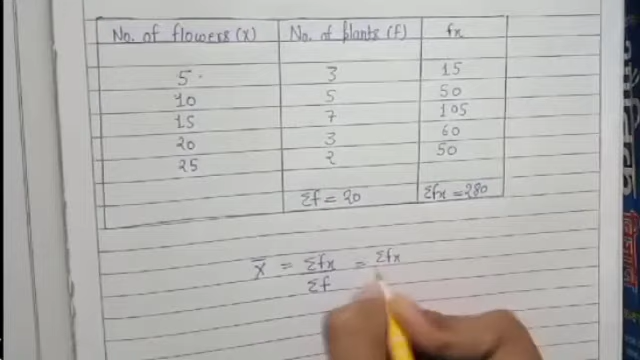 No. of flowers (x) No. of plants (f) fx
5 3 15
10 5 50
15 7 105
20 3 60
25 2 50
Σf = 20 Σfx = 280
x̄ = Σfx = Σfx
Σf